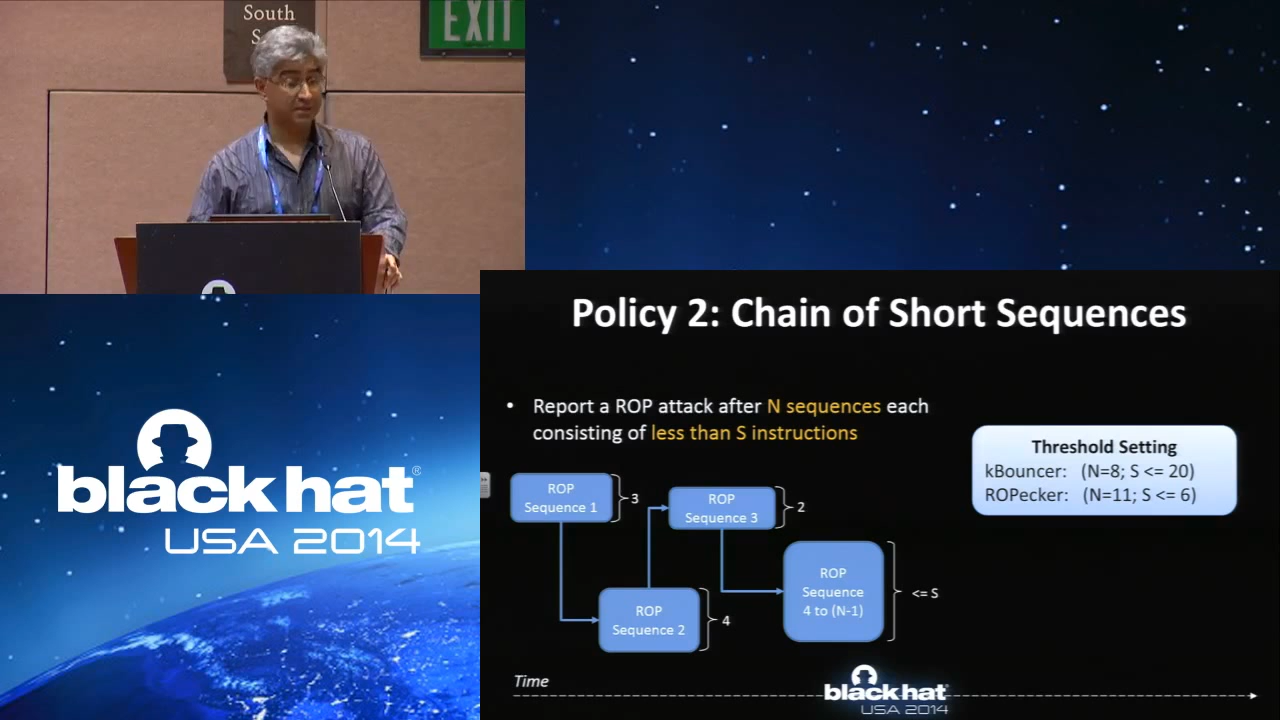 South
S
EXIT
Policy 2: Chain of Short Sequences
• Report a ROP attack after N sequences each
consisting of less than S instructions
Threshold Setting
kBouncer: (N=8; S <= 20)
ROPecker: (N=11; S <= 6)
ROP
Sequence 1
3
ROP
Sequence 3
2
ROP
Sequence
4 to (N-1)
<= S
ROP
Sequence 2
4
Time
black hat
USA 2014
black hat®
USA 2014